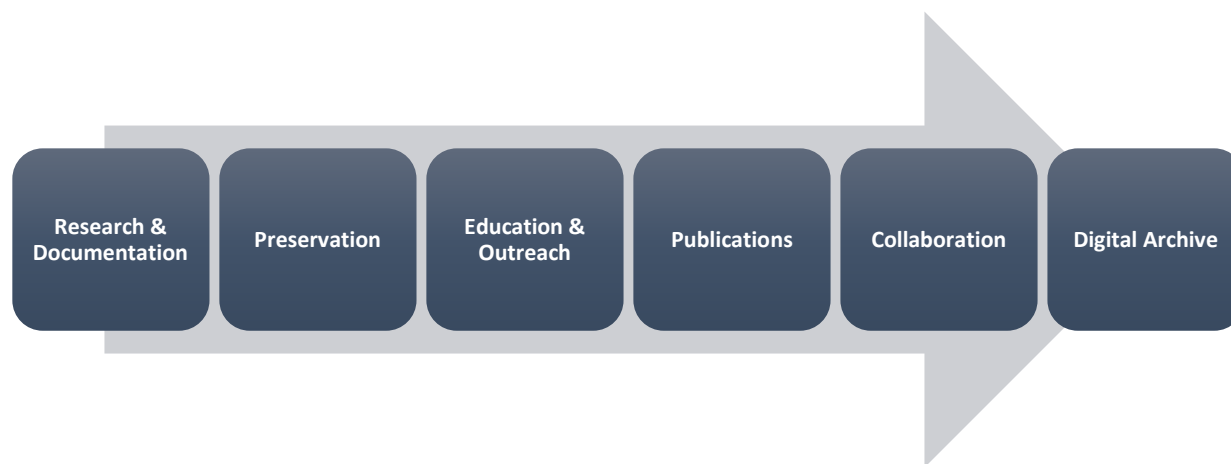 Research &
Documentation
Preservation
Education &
Outreach
Publications
Collaboration
Digital Archive